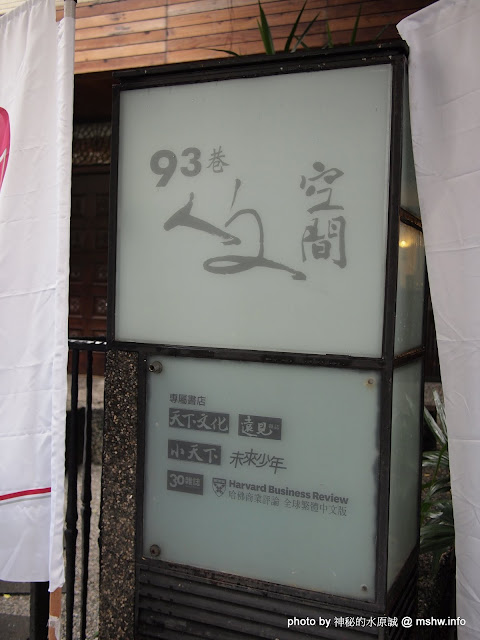 93巷
人文
空間
專屬書店
天下文化 遠見
小天下 未來少年
30雜誌 Harvard Business Review
哈佛商業評論 全球繁體中文版
photo by 神秘的水原誠 @ mshw.info